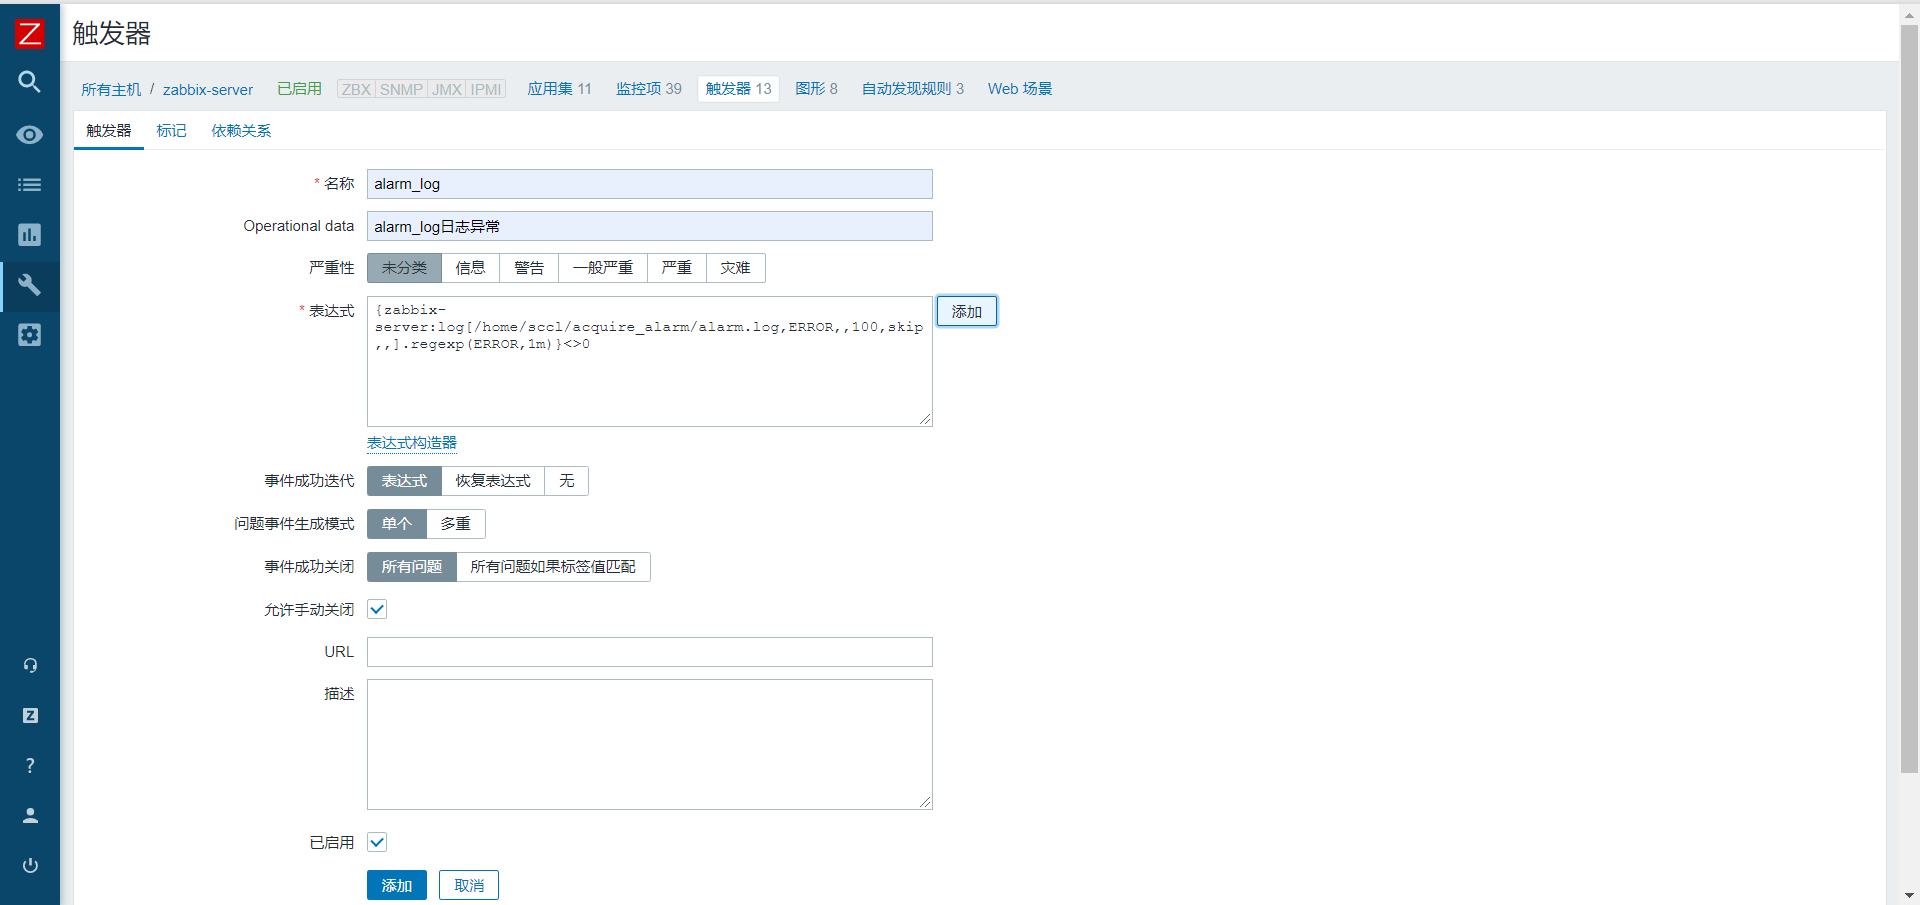 Z
触发器
所有主机 / zabbix-server 已启用 ZBX SNMP JMX IPMI 应用集 11 监控项 39 触发器 13 图形 8 自动发现规则 3 Web 场景
触发器 标记 依赖关系
* 名称 alarm_log
Operational data alarm_log日志异常
严重性 未分类 信息 警告 一般严重 严重 灾难
* 表达式 {zabbix- 添加
server:log[/home/sccl/acquire_alarm/alarm.log,ERROR,,100,skip
,,].regexp(ERROR,1m)}<>0
表达式构造器
事件成功迭代 表达式 恢复表达式 无
问题事件生成模式 单个 多重
事件成功关闭 所有问题 所有问题如果标签值匹配
允许手动关闭
URL
描述
Z
?
已启用
添加 取消